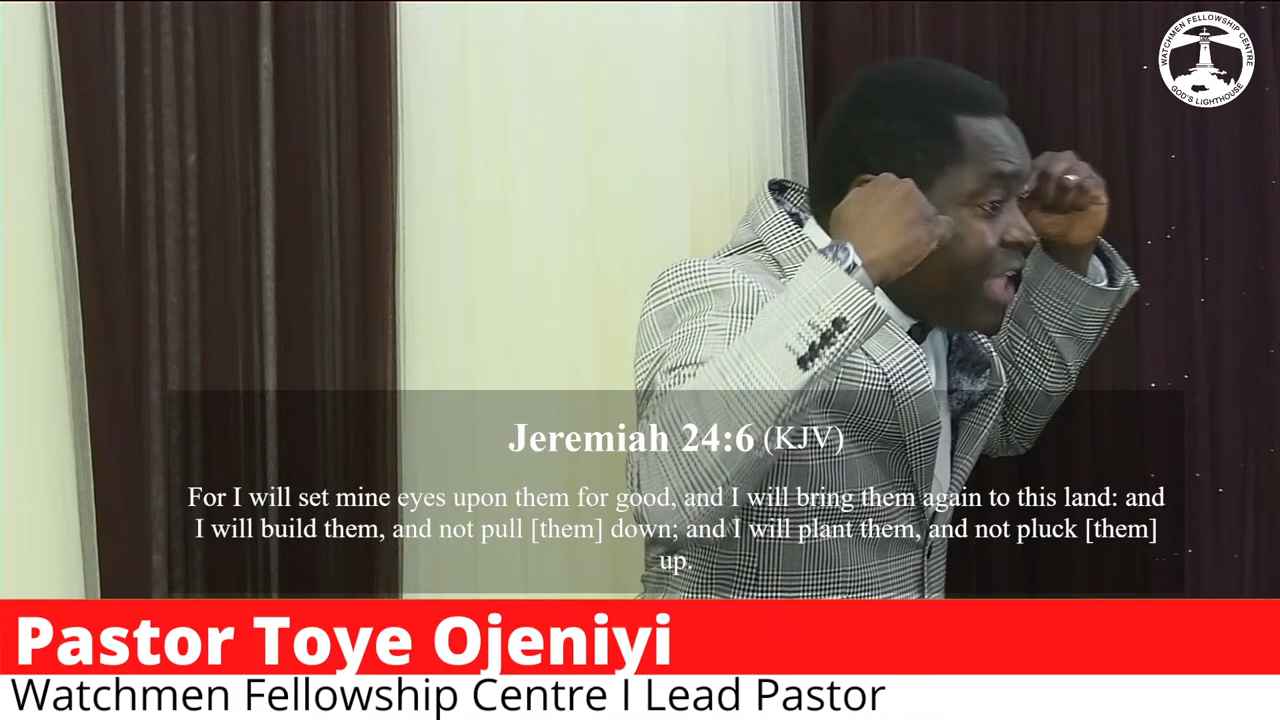 WATCHMEN FELLOWSHIP CENTRE
GOD'S LIGHTHOUSE
Jeremiah 24:6 (KJV)
For I will set mine eyes upon them for good, and I will bring them again to this land: and
I will build them, and not pull [them] down; and I will plant them, and not pluck [them]
up.
Pastor Toye Ojeniyi
Watchmen Fellowship Centre I Lead Pastor